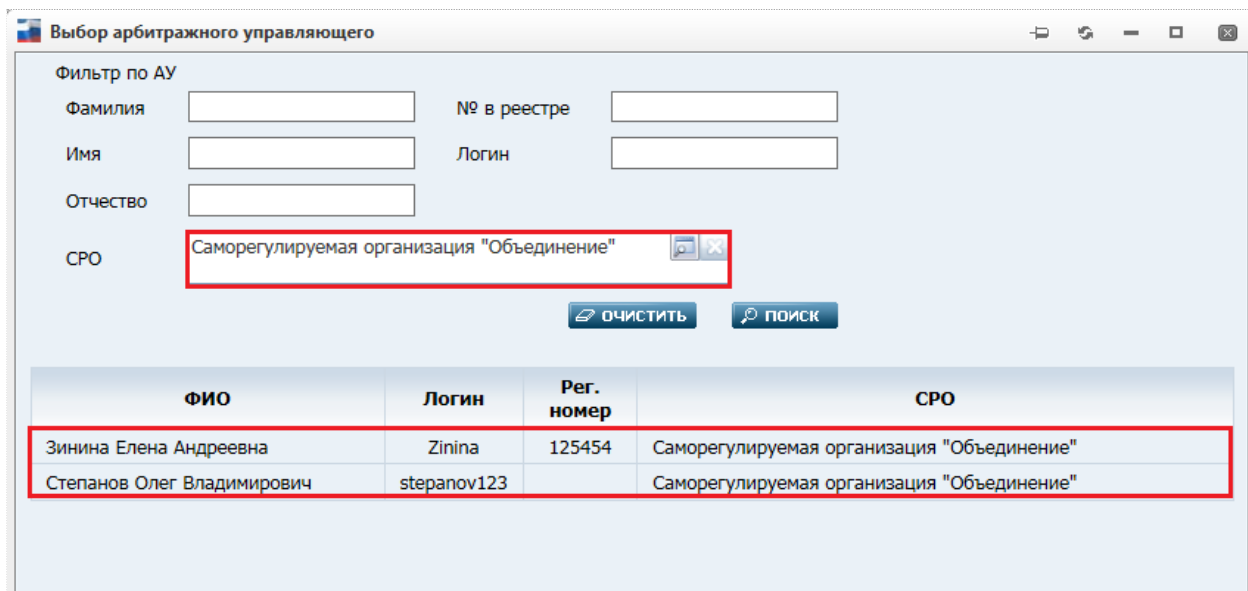 Выбор арбитражного управляющего
Фильтр по АУ
Фамилия № в реестре
Имя Логин
Отчество
СРО Саморегулируемая организация "Объединение"
ОЧИСТИТЬ ПОИСК
ФИО Логин Рег. номер СРО
Зинина Елена Андреевна Zinina 125454 Саморегулируемая организация "Объединение"
Степанов Олег Владимирович stepanov123 Саморегулируемая организация "Объединение"